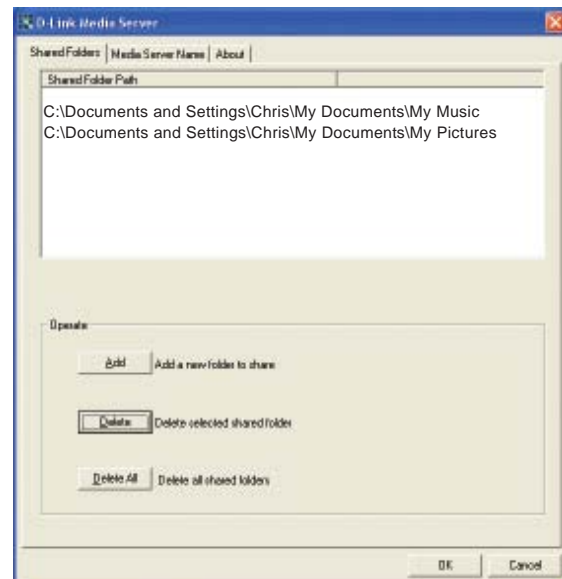 D-Link Media Server
Shared Folders Media Server Name About
Shared Folder Path
C:\Documents and Settings\Chris\My Documents\My Music
C:\Documents and Settings\Chris\My Documents\My Pictures
Operate
Add Add a new folder to share
Delete Delete selected shared folder
Delete All Delete all shared folders
OK Cancel